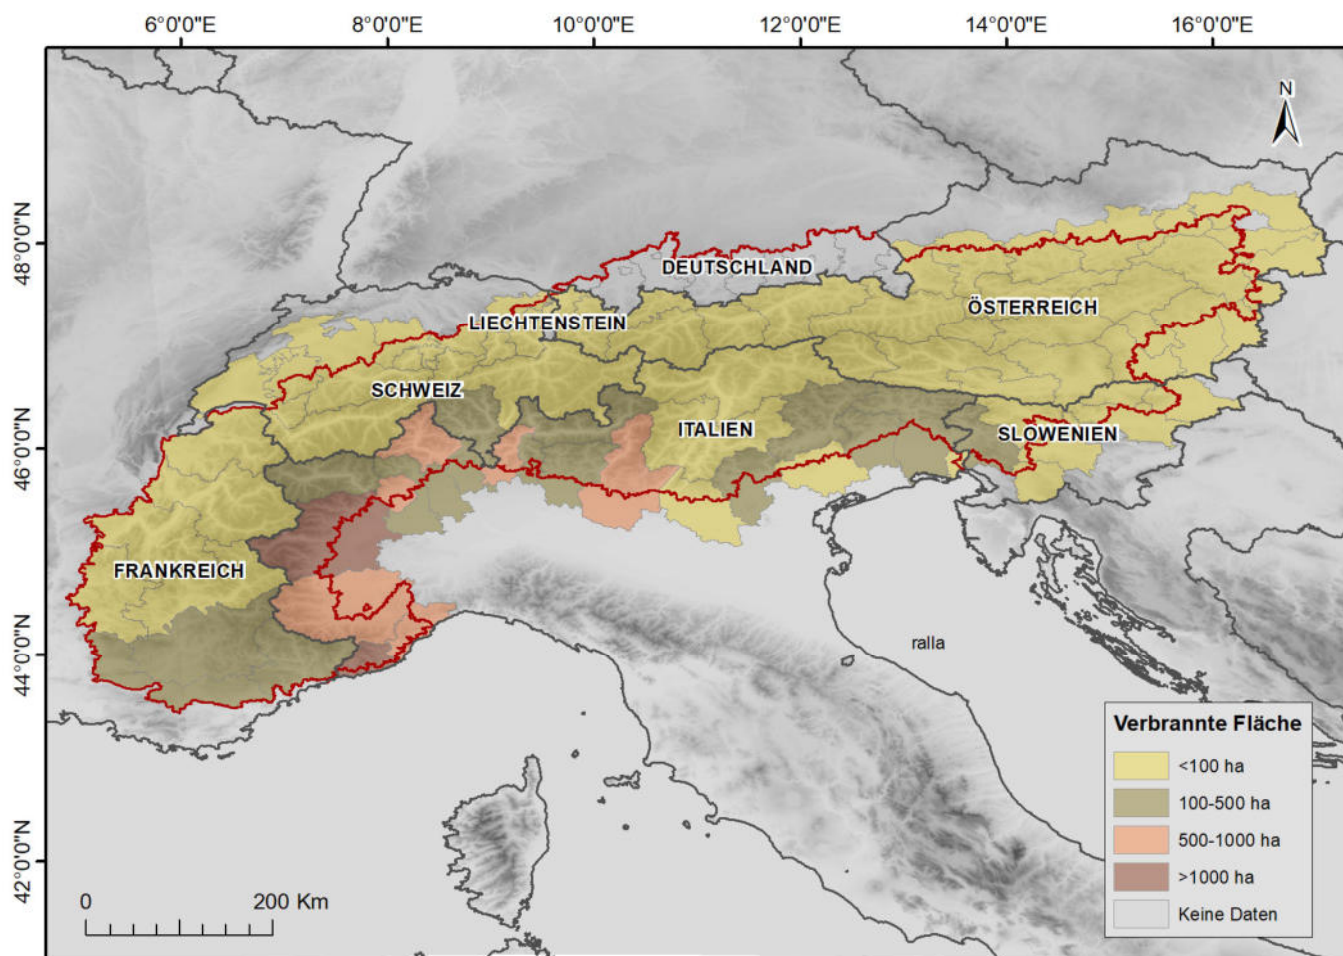 6°0'0"E 8°0'0"E 10°0'0"E 12°0'0"E 14°0'0"E 16°0'0"E
N
48°0'0"N
DEUTSCHLAND
ÖSTERREICH
LIECHTENSTEIN
SCHWEIZ
46°0'0"N
ITALIEN
SLOWENIEN
FRANKREICH
44°0'0"N
ralla
42°0'0"N
Verbrannte Fläche
<100 ha
100-500 ha
500-1000 ha
>1000 ha
Keine Daten
0 200 Km